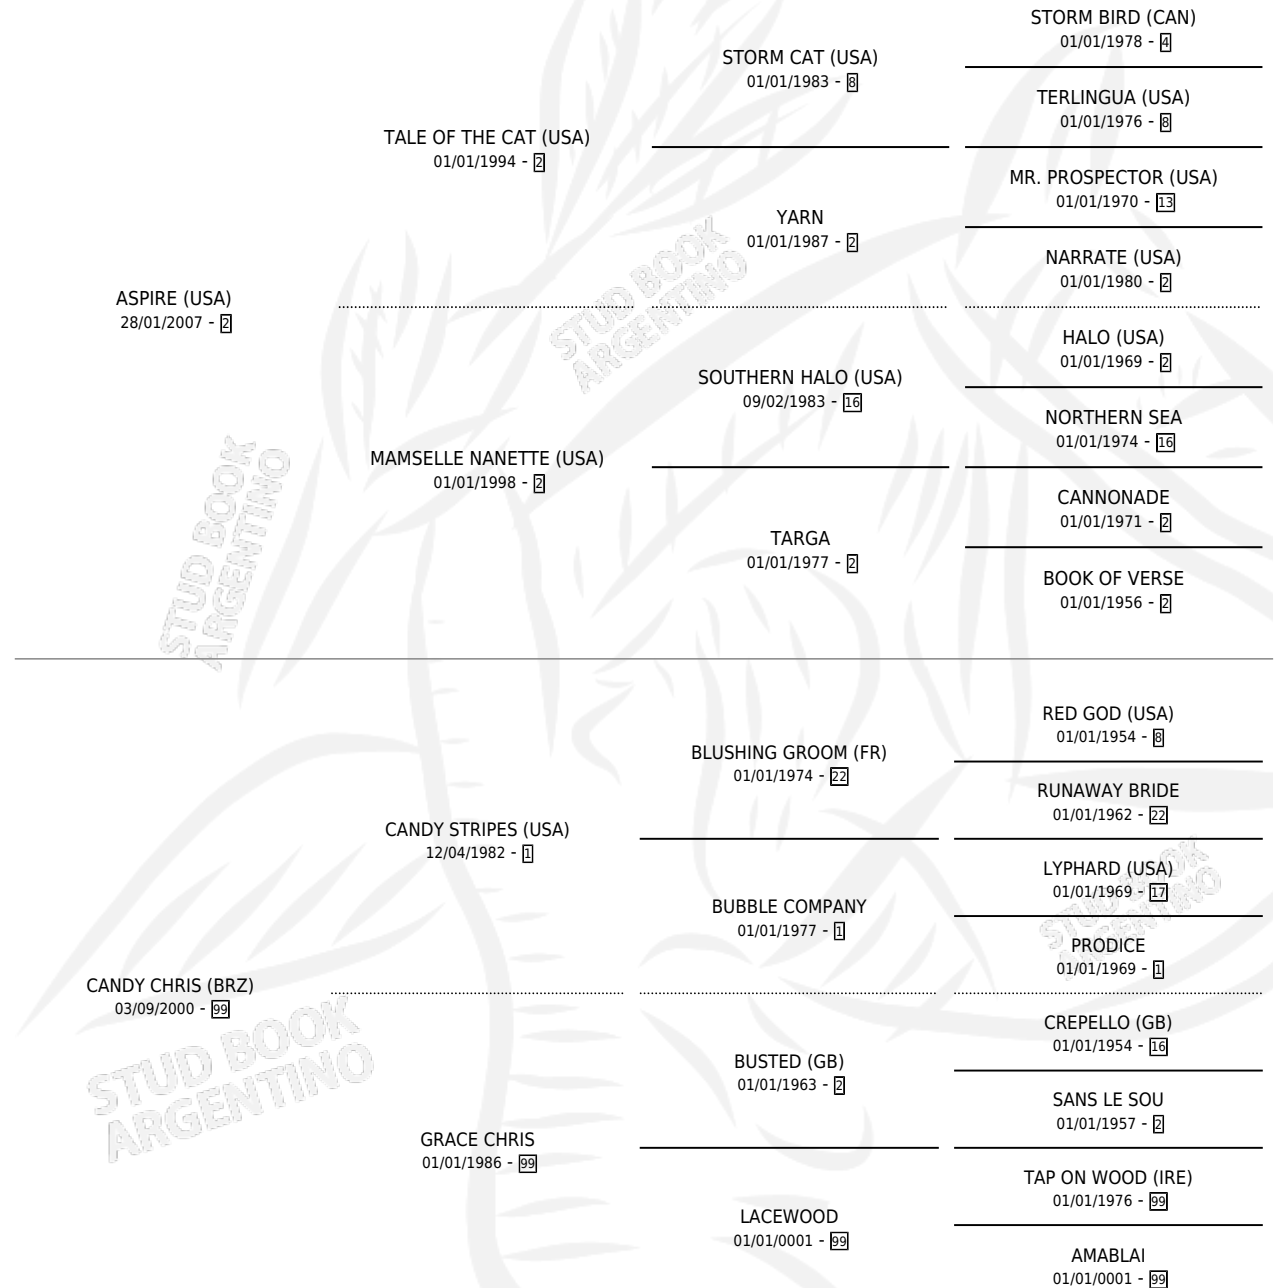 STORM BIRD (CAN)
01/01/1978 - 4
STORM CAT (USA)
01/01/1983 - 8
TERLINGUA (USA)
01/01/1976 - 8
TALE OF THE CAT (USA)
01/01/1994 - 2
MR. PROSPECTOR (USA)
01/01/1970 - 13
YARN
01/01/1987 - 2
NARRATE (USA)
01/01/1980 - 2
ASPIRE (USA)
28/01/2007 - 2
HALO (USA)
01/01/1969 - 2
SOUTHERN HALO (USA)
09/02/1983 - 16
NORTHERN SEA
01/01/1974 - 16
MAMSELLE NANETTE (USA)
01/01/1998 - 2
CANNONADE
01/01/1971 - 2
TARGA
01/01/1977 - 2
BOOK OF VERSE
01/01/1956 - 2
RED GOD (USA)
01/01/1954 - 8
BLUSHING GROOM (FR)
01/01/1974 - 22
RUNAWAY BRIDE
01/01/1962 - 22
CANDY STRIPES (USA)
12/04/1982 - 1
LYPHARD (USA)
01/01/1969 - 17
BUBBLE COMPANY
01/01/1977 - 1
PRODICE
01/01/1969 - 1
CANDY CHRIS (BRZ)
03/09/2000 - 99
CREPELLO (GB)
01/01/1954 - 16
BUSTED (GB)
01/01/1963 - 2
SANS LE SOU
01/01/1957 - 2
GRACE CHRIS
01/01/1986 - 99
TAP ON WOOD (IRE)
01/01/1976 - 99
LACEWOOD
01/01/0001 - 99
AMABLAI
01/01/0001 - 99
STUD BOOK
ARGENTINO
STUD BOOK
ARGENTINO
STUD BOOK
ARGENTINO
STUD BOOK
ARGENTINO